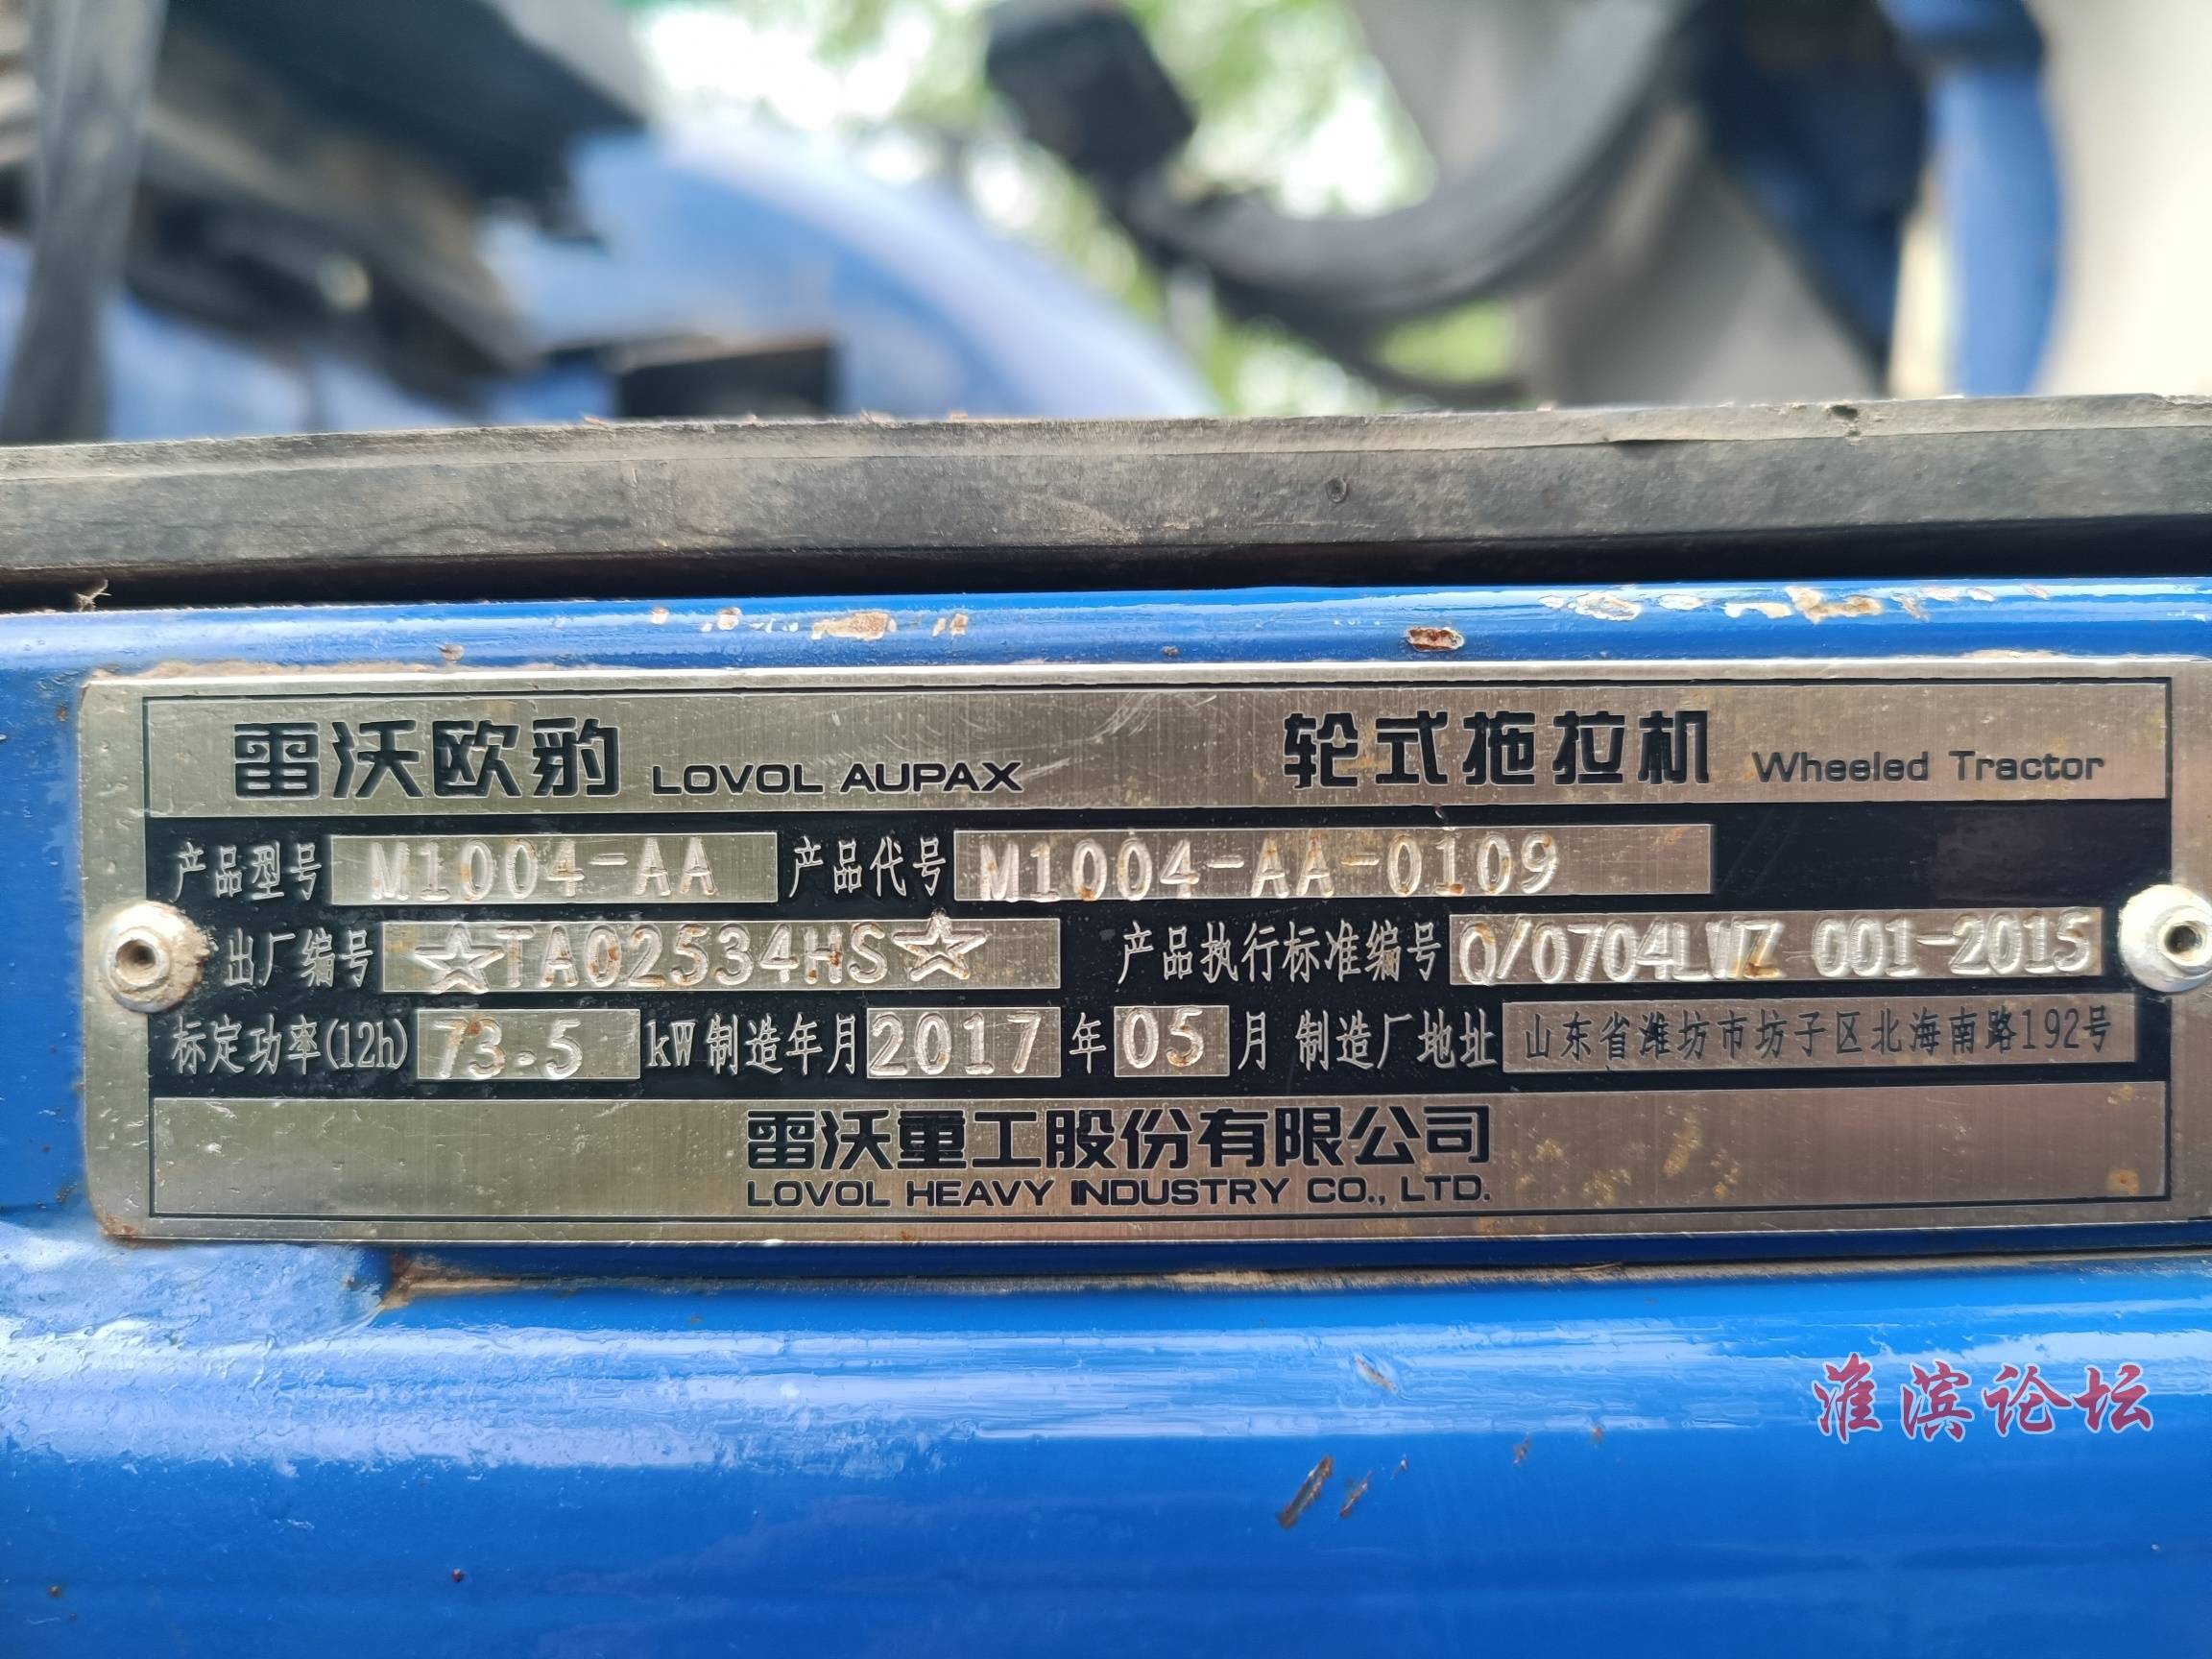 雷沃欧豹 LOVOL AUPAX 轮式拖拉机 Wheeled Tractor
产品型号 M1004-AA 产品代号 M1004-AA-0109
出厂编号 ☆TA02534HS☆ 产品执行标准编号 Q/0704LWZ 001-2015
标定功率(12h) 73.5 kW 制造年月 2017 年 05 月 制造厂地址 山东省潍坊市坊子区北海南路192号
雷沃重工股份有限公司
LOVOL HEAVY INDUSTRY CO., LTD.
淮滨论坛